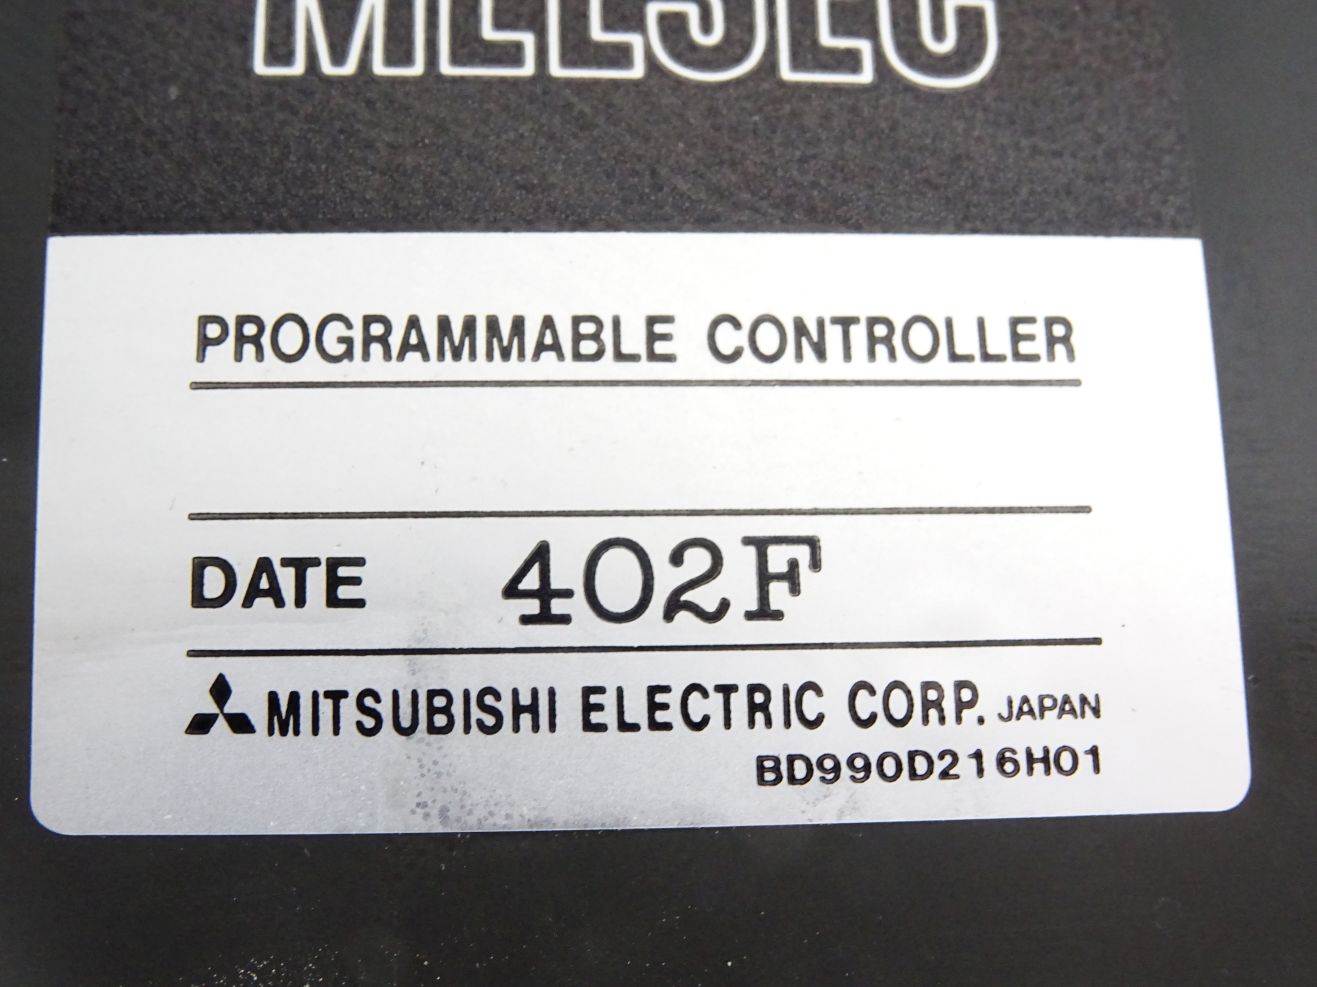 MELSEC
PROGRAMMABLE CONTROLLER
DATE 402F
MITSUBISHI ELECTRIC CORP. JAPAN
BD990D216H01